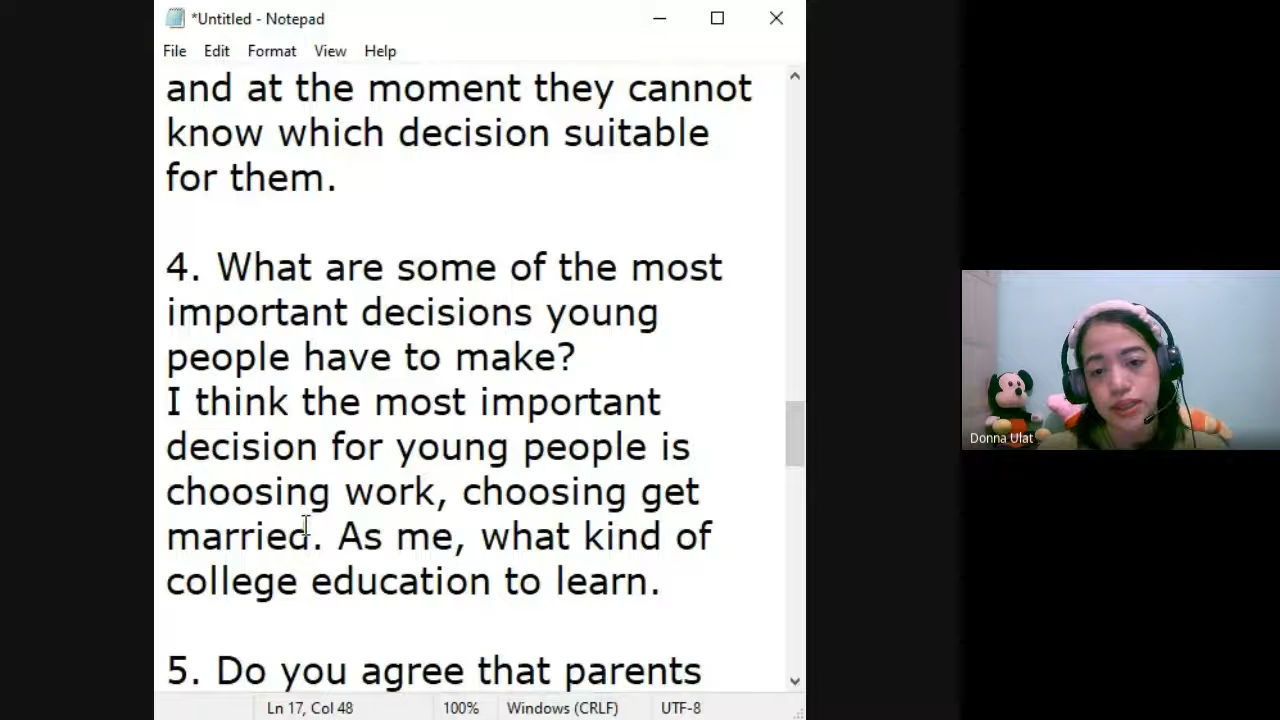 *Untitled - Notepad
File Edit Format View Help
and at the moment they cannot
know which decision suitable
for them.
4. What are some of the most
important decisions young
people have to make?
I think the most important
decision for young people is
choosing work, choosing get
married. As me, what kind of
college education to learn.
5. Do you agree that parents
Ln 17, Col 48 100% Windows (CRLF) UTF-8
Donna Ulat